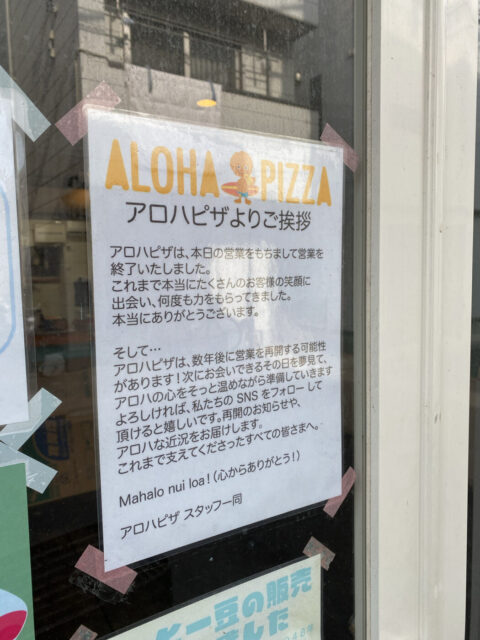 ALOHA PIZZA
アロハピザよりご挨拶
アロハピザは、本日の営業をもちまして営業を
終了いたしました。
これまで本当にたくさんのお客様の笑顔に
出会い、何度も力をもらってきました。
本当にありがとうございます。
そして…
アロハピザは、数年後に営業を再開する可能性
があります！次にお会いできるその日を夢見て、
アロハの心をそっと温めながら準備していきます
よろしければ、私たちの SNS をフォロー して
頂けると嬉しいです。再開のお知らせや、
アロハな近況をお届けします。
これまで支えてくださったすべての皆さまへ。
Mahalo nui loa！（心からありがとう！）
アロハピザ スタッフ一同
ヒー豆の販売
した